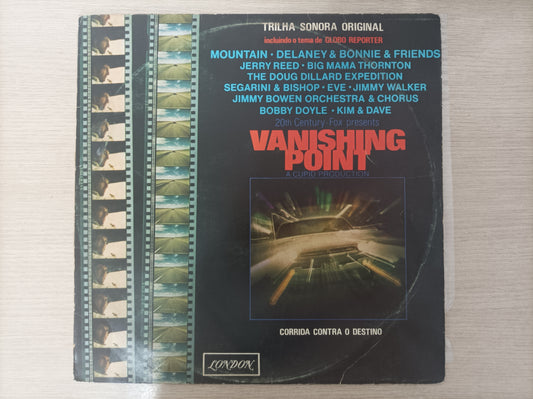 TRILHA SONORA ORIGINAL
incluindo o tema de GLOBO REPORTER
MOUNTAIN · DELANEY & BONNIE & FRIENDS
JERRY REED · BIG MAMA THORNTON
THE DOUG DILLARD EXPEDITION
SEGARINI & BISHOP · EVE · JIMMY WALKER
JIMMY BOWEN ORCHESTRA & CHORUS
BOBBY DOYLE · KIM & DAVE
20th Century-Fox presents
VANISHING
POINT
A CUPID PRODUCTION
CORRIDA CONTRA O DESTINO
LONDON